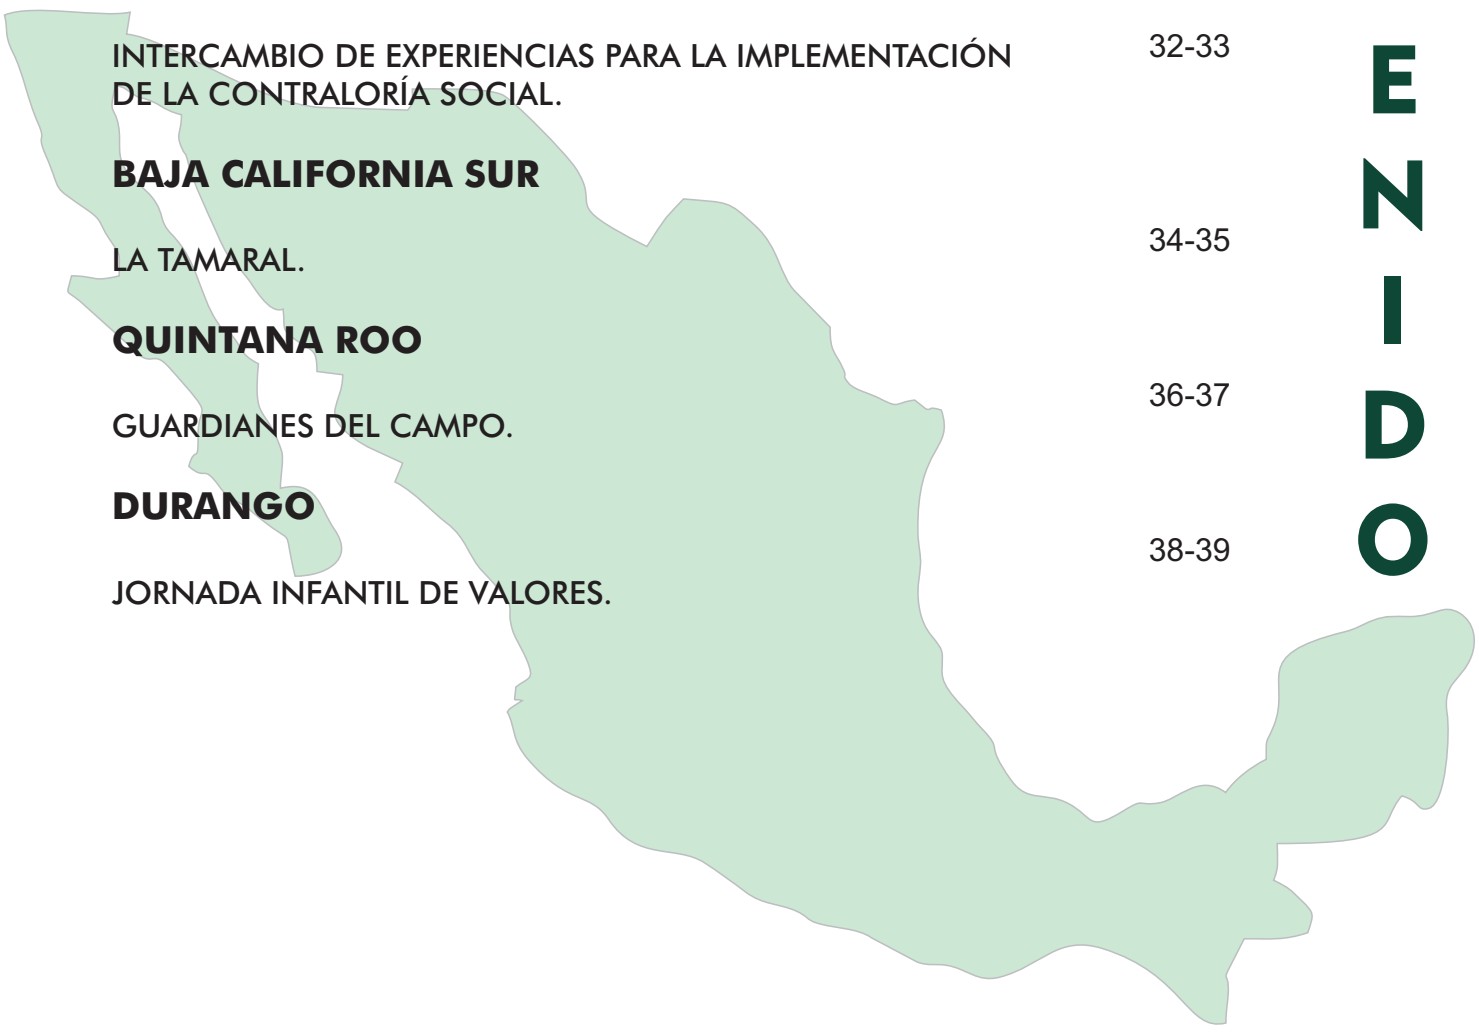 INTERCAMBIO DE EXPERIENCIAS PARA LA IMPLEMENTACIÓN
DE LA CONTRALORÍA SOCIAL.
32-33
BAJA CALIFORNIA SUR
LA TAMARAL.
34-35
QUINTANA ROO
GUARDIANES DEL CAMPO.
36-37
DURANGO
JORNADA INFANTIL DE VALORES.
38-39
E
N
I
D
O